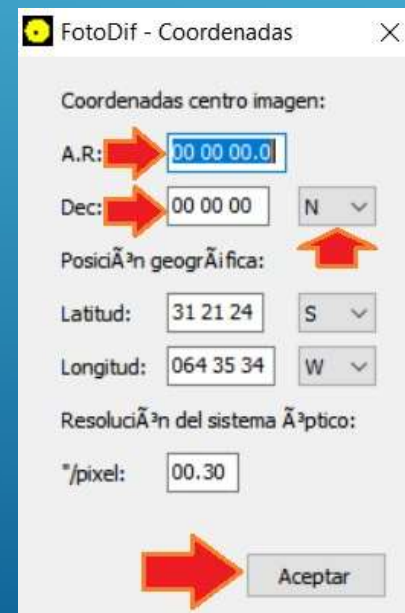 FotoDif - Coordenadas
Coordenadas centro imagen:
A.R: 00 00 00.0
Dec: 00 00 00 N
PosiciÃ³n geogrÃ¡fica:
Latitud: 31 21 24 S
Longitud: 064 35 34 W
ResoluciÃ³n del sistema Ã³ptico:
"/pixel: 00.30
Aceptar